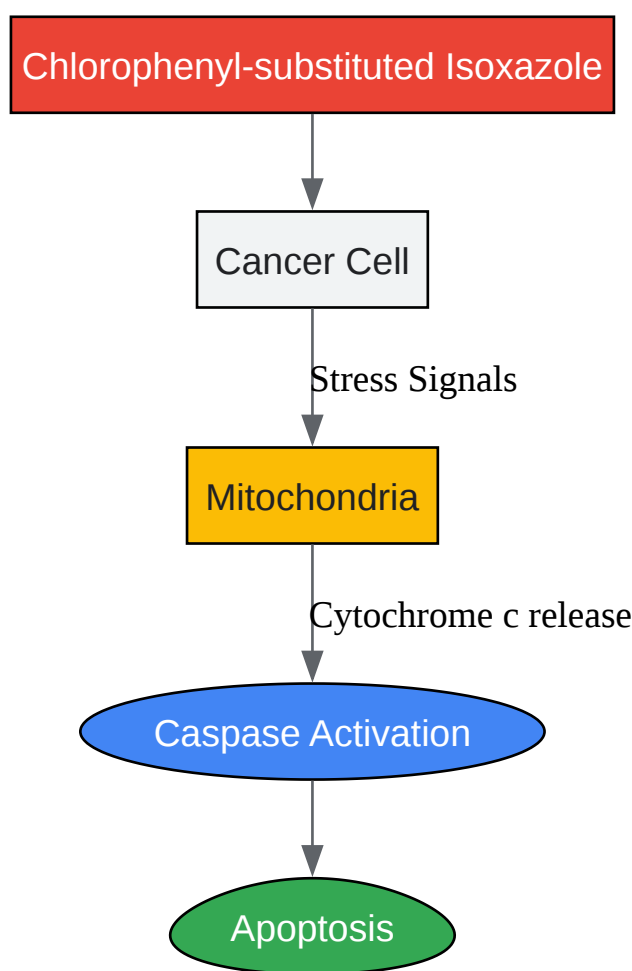 Chlorophenyl-substituted Isoxazole
Cancer Cell
Stress Signals
Mitochondria
Cytochrome c release
Caspase Activation
Apoptosis